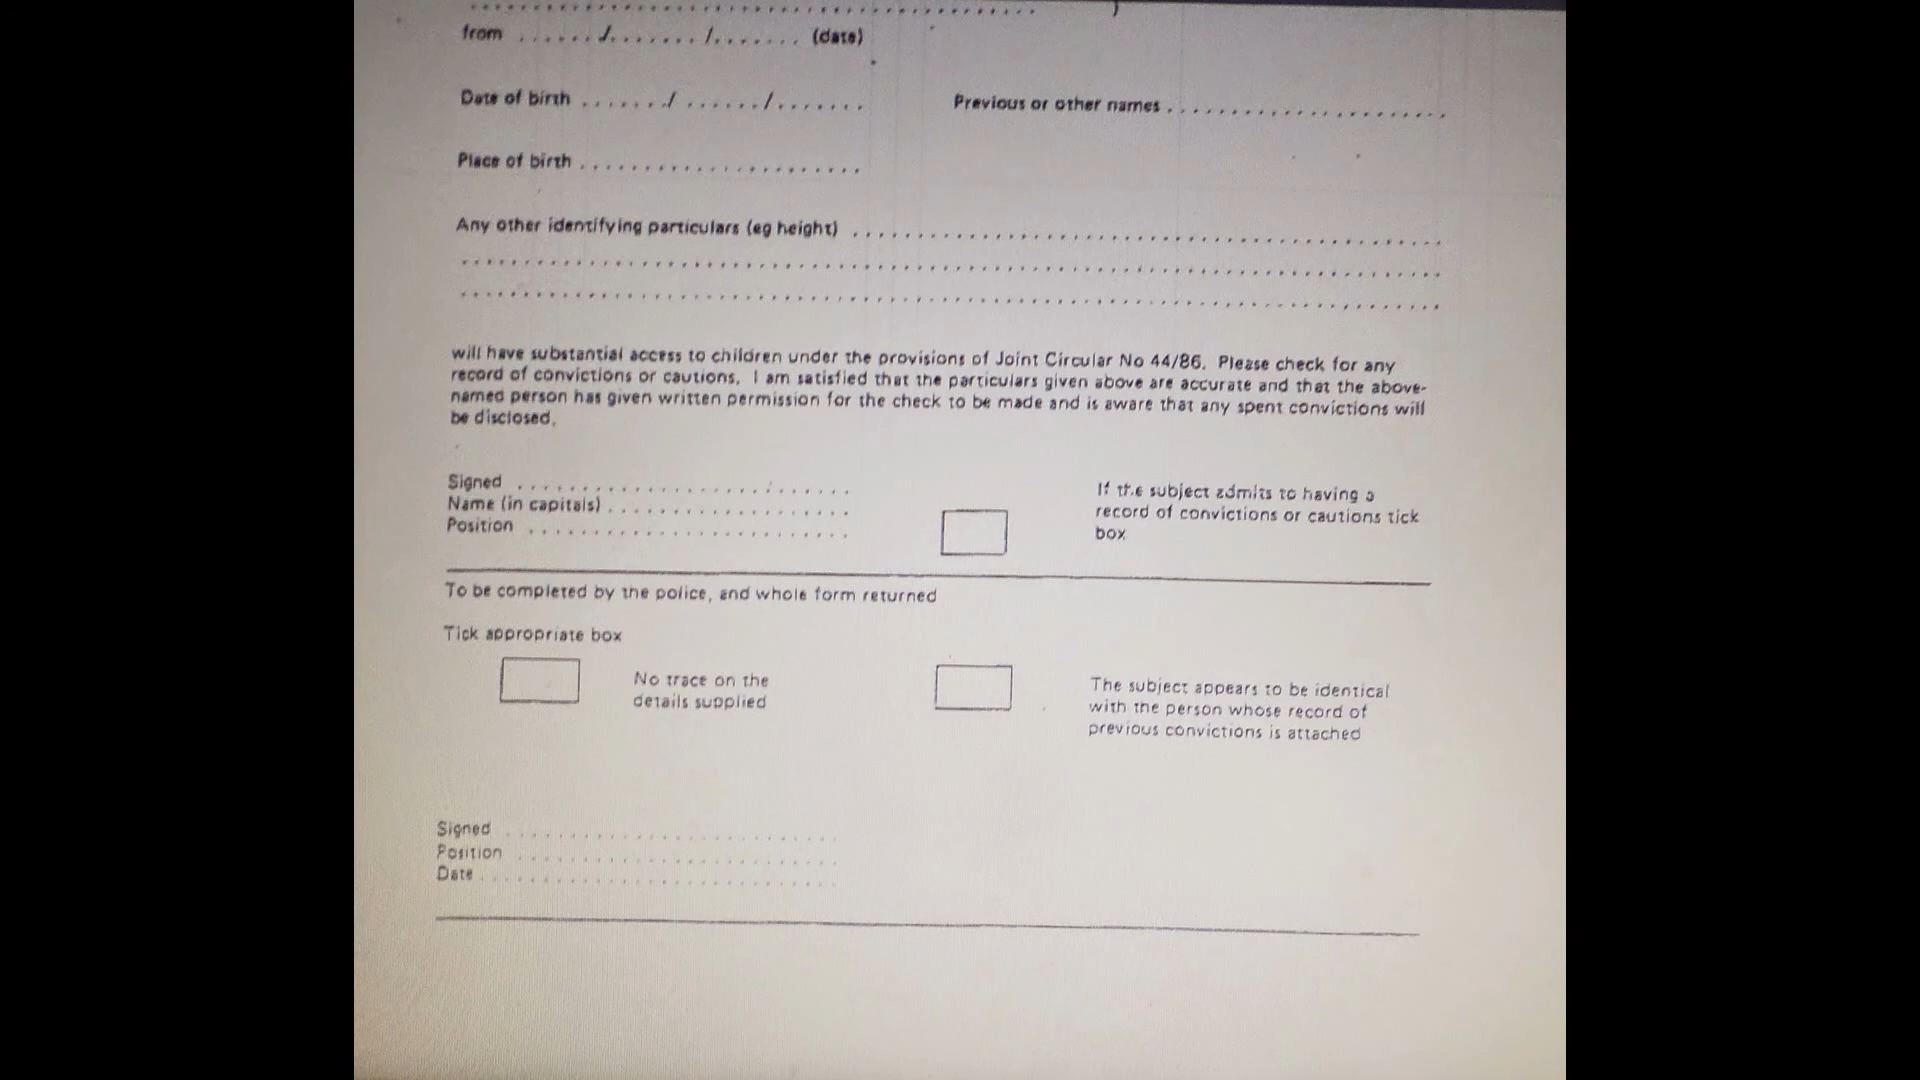 from ....../......./....... (date)
Date of birth ......./......./....... Previous or other names ......................
Place of birth ......................
Any other identifying particulars (eg height) ..............................................
............................................................................
............................................................................
will have substantial access to children under the provisions of Joint Circular No 44/86. Please check for any
record of convictions or cautions. I am satisfied that the particulars given above are accurate and that the above-
named person has given written permission for the check to be made and is aware that any spent convictions will
be disclosed.
Signed ..........................
Name (in capitals) ...................
Position .........................
If the subject admits to having a
record of convictions or cautions tick
box
To be completed by the police, and whole form returned
Tick appropriate box
No trace on the
details supplied
The subject appears to be identical
with the person whose record of
previous convictions is attached
Signed ..........................
Position .........................
Date ............................